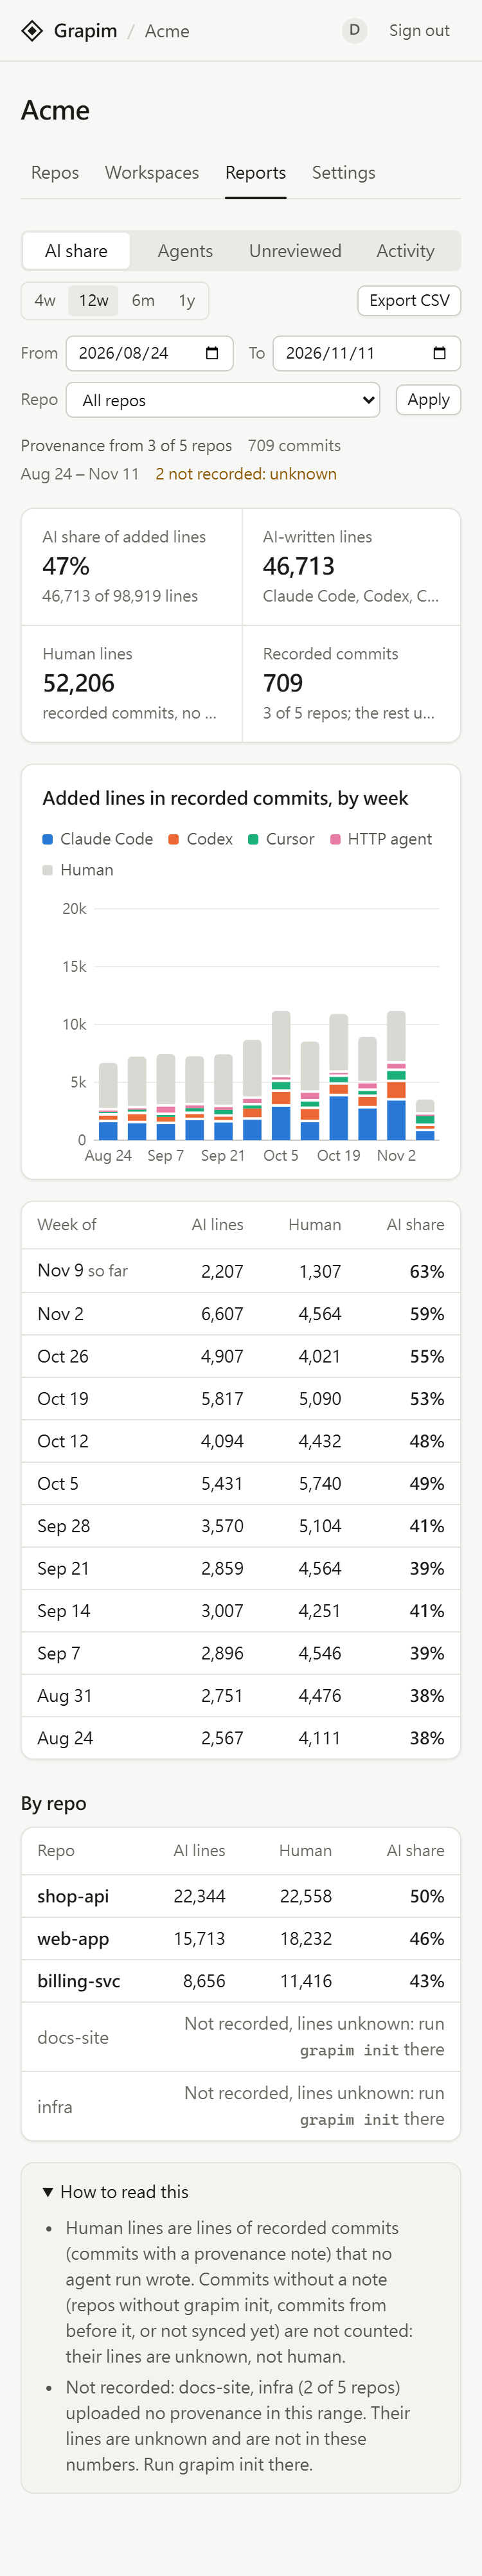 Grapim / Acme D Sign out
Acme
Repos Workspaces Reports Settings
AI share Agents Unreviewed Activity
4w 12w 6m 1y Export CSV
From 2026/08/24 To 2026/11/11
Repo All repos Apply
Provenance from 3 of 5 repos 709 commits
Aug 24 – Nov 11 2 not recorded: unknown
AI share of added lines AI-written lines
47% 46,713
46,713 of 98,919 lines Claude Code, Codex, C...
Human lines Recorded commits
52,206 709
recorded commits, no ... 3 of 5 repos; the rest u...
Added lines in recorded commits, by week
Claude Code Codex Cursor HTTP agent
Human
20k
15k
10k
5k
0
Aug 24 Sep 7 Sep 21 Oct 5 Oct 19 Nov 2
Week of AI lines Human AI share
Nov 9 so far 2,207 1,307 63%
Nov 2 6,607 4,564 59%
Oct 26 4,907 4,021 55%
Oct 19 5,817 5,090 53%
Oct 12 4,094 4,432 48%
Oct 5 5,431 5,740 49%
Sep 28 3,570 5,104 41%
Sep 21 2,859 4,564 39%
Sep 14 3,007 4,251 41%
Sep 7 2,896 4,546 39%
Aug 31 2,751 4,476 38%
Aug 24 2,567 4,111 38%
By repo
Repo AI lines Human AI share
shop-api 22,344 22,558 50%
web-app 15,713 18,232 46%
billing-svc 8,656 11,416 43%
docs-site Not recorded, lines unknown: run
grapim init there
infra Not recorded, lines unknown: run
grapim init there
▼ How to read this
• Human lines are lines of recorded commits
(commits with a provenance note) that no
agent run wrote. Commits without a note
(repos without grapim init, commits from
before it, or not synced yet) are not counted:
their lines are unknown, not human.
• Not recorded: docs-site, infra (2 of 5 repos)
uploaded no provenance in this range. Their
lines are unknown and are not in these
numbers. Run grapim init there.